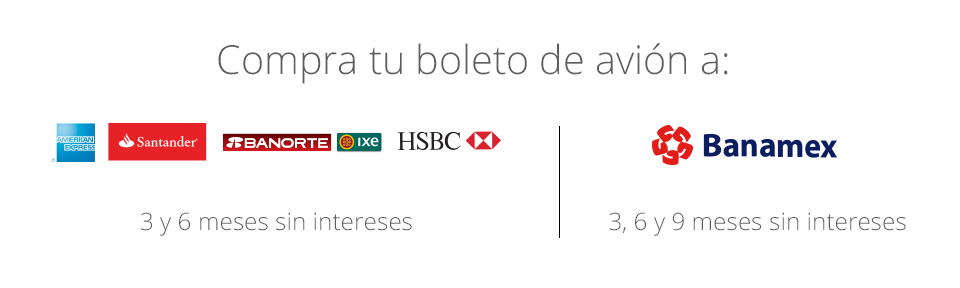 Compra tu boleto de avión a:
AMERICAN
EXPRESS
Santander
BANORTE
ixe
HSBC
3 y 6 meses sin intereses
Banamex
3, 6 y 9 meses sin intereses